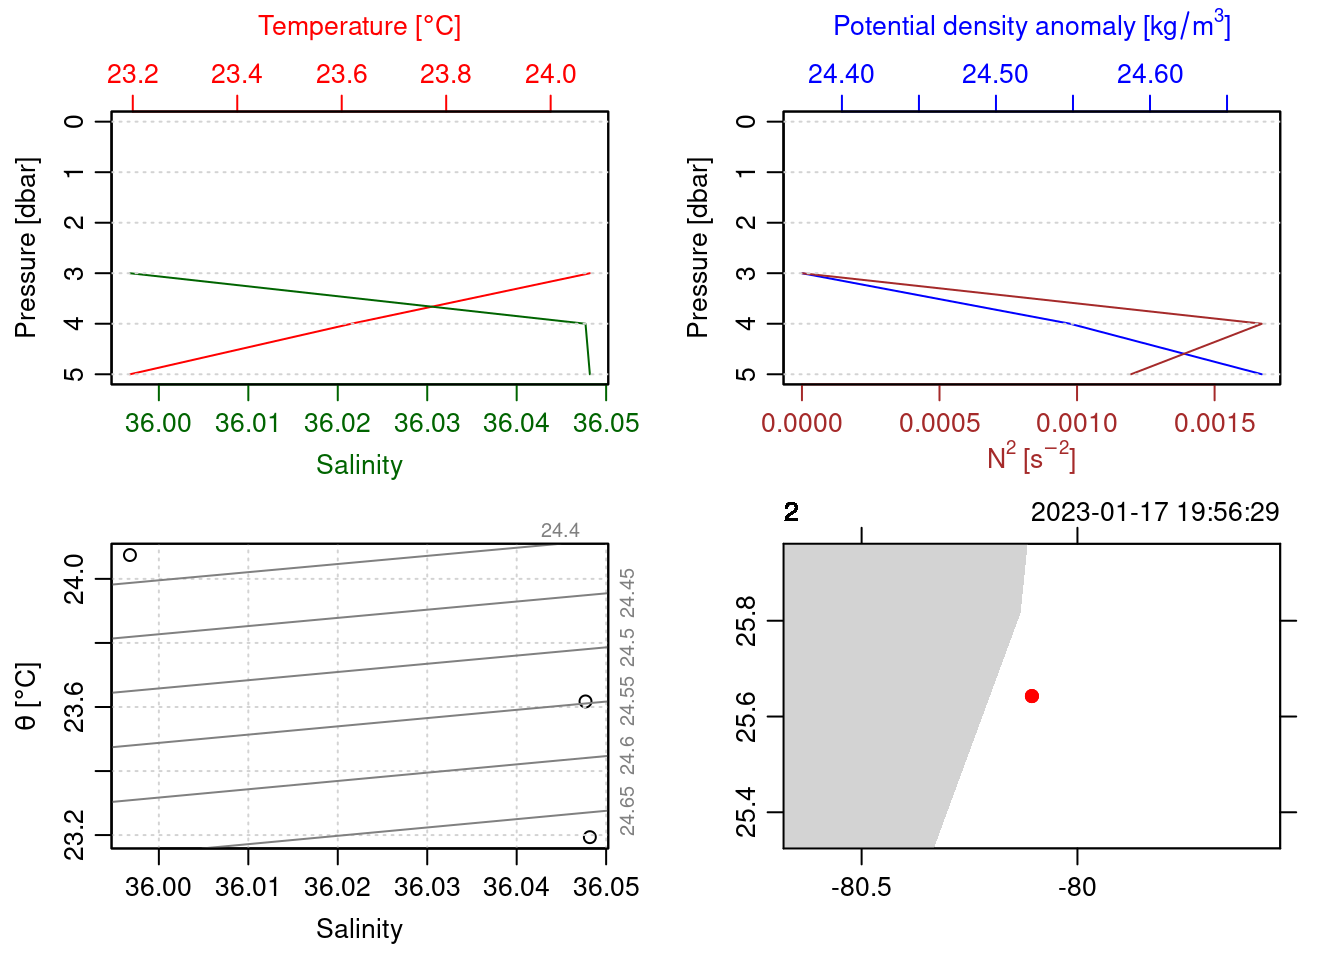 Temperature [°C]
23.2 23.4 23.6 23.8 24.0
Pressure [dbar]
0
1
2
3
4
5
36.00 36.01 36.02 36.03 36.04 36.05
Salinity
Potential density anomaly [kg/m³]
24.40 24.50 24.60
Pressure [dbar]
0
1
2
3
4
5
0.0000 0.0005 0.0010 0.0015
N² [s⁻²]
24.4
θ [°C]
24.0
23.6
23.2
24.45
24.5
24.55
24.6
24.65
36.00 36.01 36.02 36.03 36.04 36.05
Salinity
2 2023-01-17 19:56:29
25.8
25.6
25.4
-80.5 -80